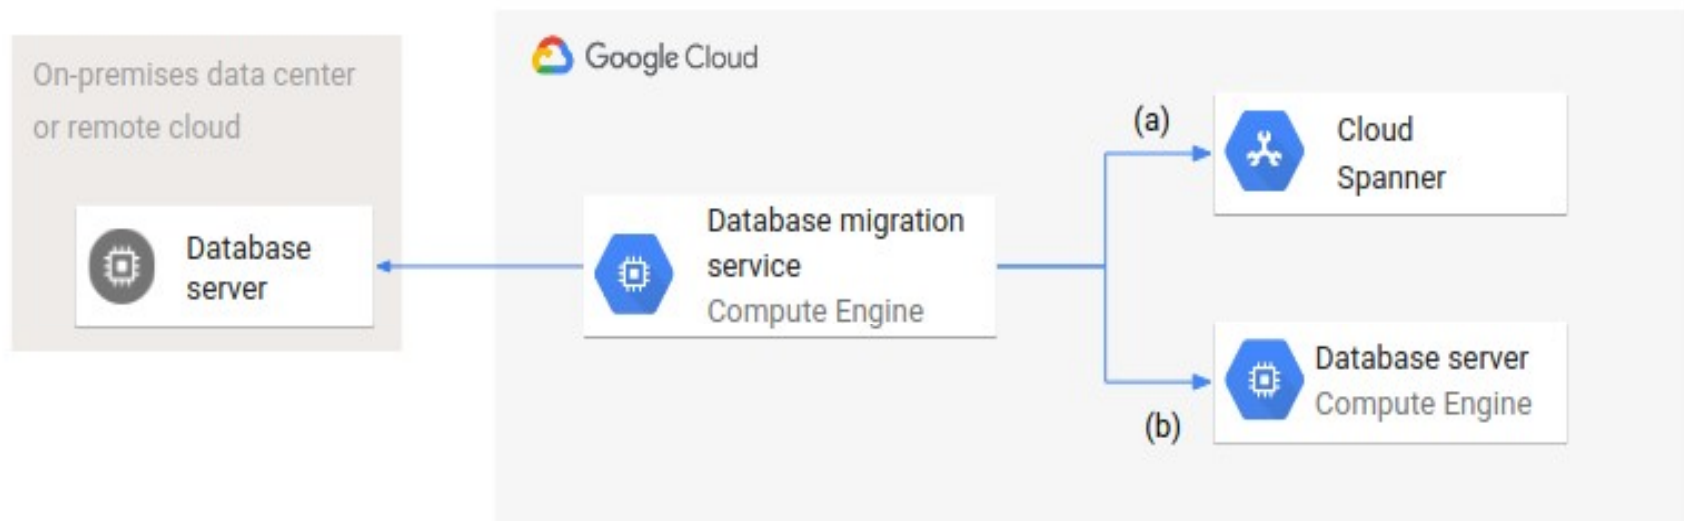 On-premises data center
or remote cloud
Database
server
Google Cloud
Database migration
service
Compute Engine
(a)
Cloud
Spanner
Database server
Compute Engine
(b)